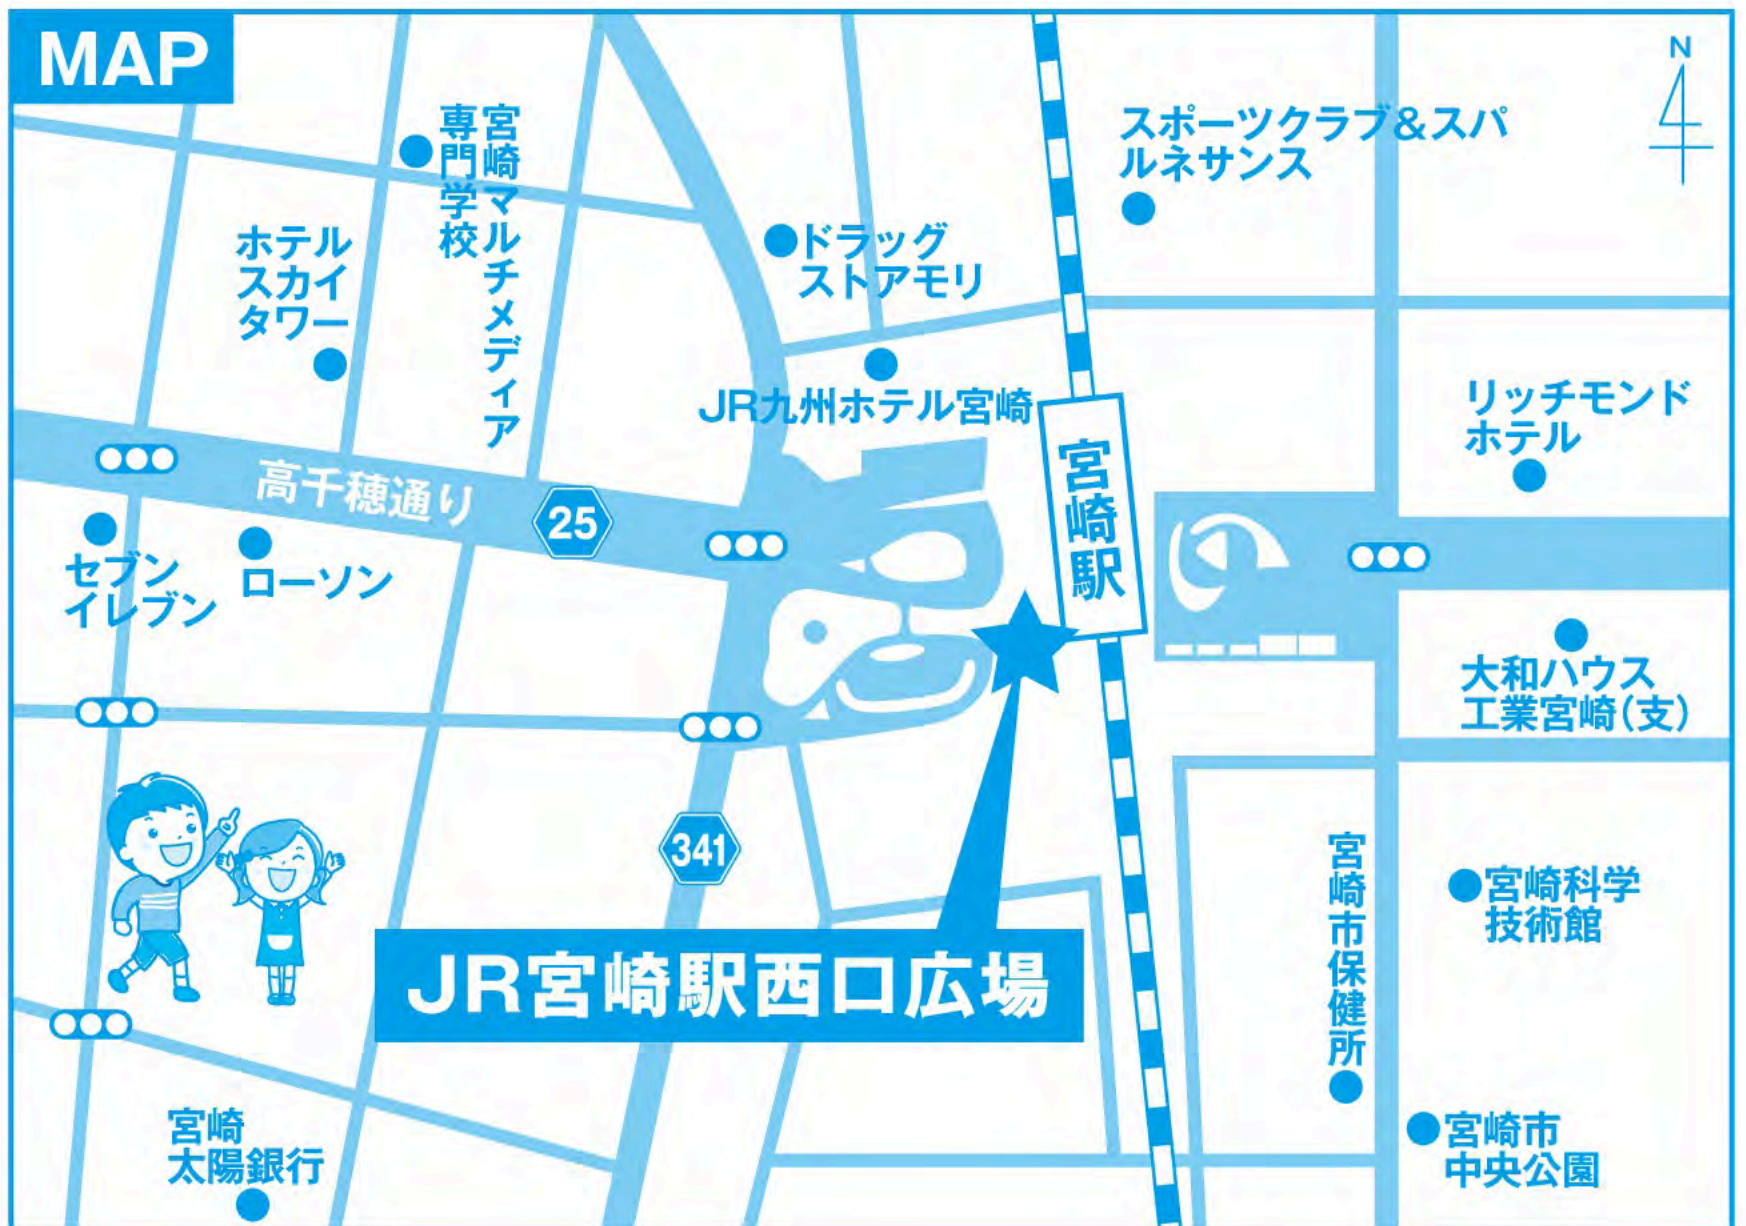 MAP
N
宮崎マルチメディア
専門学校
スポーツクラブ&スパ
ルネサンス
ホテル
スカイ
タワー
ドラッグ
ストアモリ
JR九州ホテル宮崎
リッチモンド
ホテル
宮崎駅
高千穂通り
25
セブン
イレブン
ローソン
大和ハウス
工業宮崎(支)
341
宮崎市保健所
宮崎科学
技術館
JR宮崎駅西口広場
宮崎
太陽銀行
宮崎市
中央公園